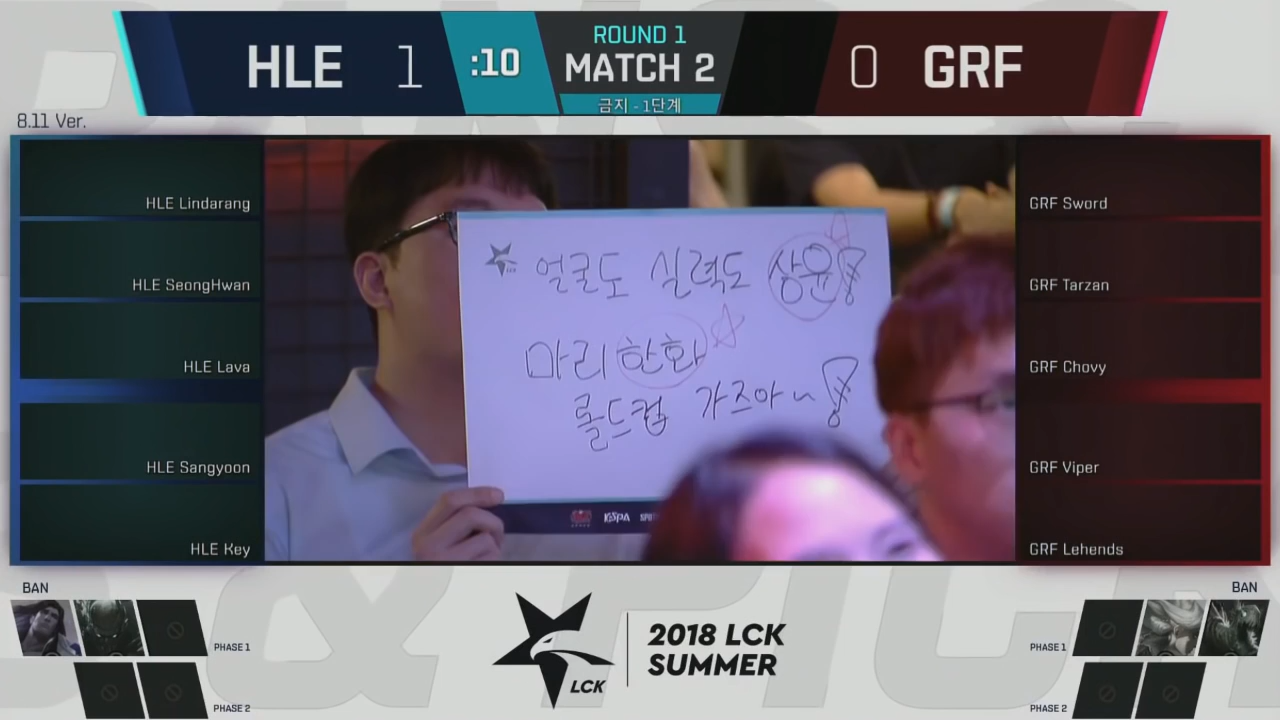 HLE 1 :10 ROUND 1 0 GRF
MATCH 2
금지 - 1단계
8.11 Ver.
HLE Lindarang
HLE SeongHwan
HLE Lava
HLE Sangyoon
HLE Key
LCK
얼굴도 실력도 상윤
마리한화
롤드컵 가즈아~
KeSPA
GRF Sword
GRF Tarzan
GRF Chovy
GRF Viper
GRF Lehends
BAN
PHASE 1
PHASE 2
LCK
2018 LCK
SUMMER
BAN
PHASE 1
PHASE 2